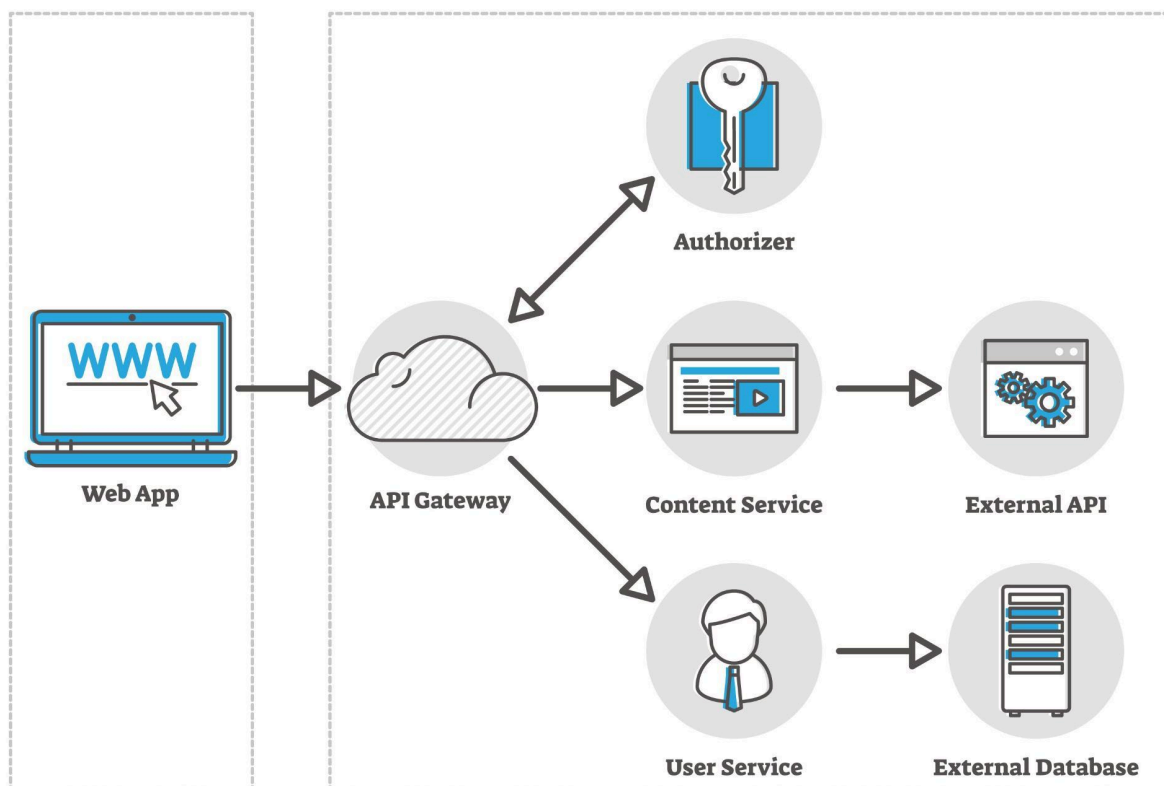 Authorizer
WWW
Web App
API Gateway
Content Service
External API
User Service
External Database